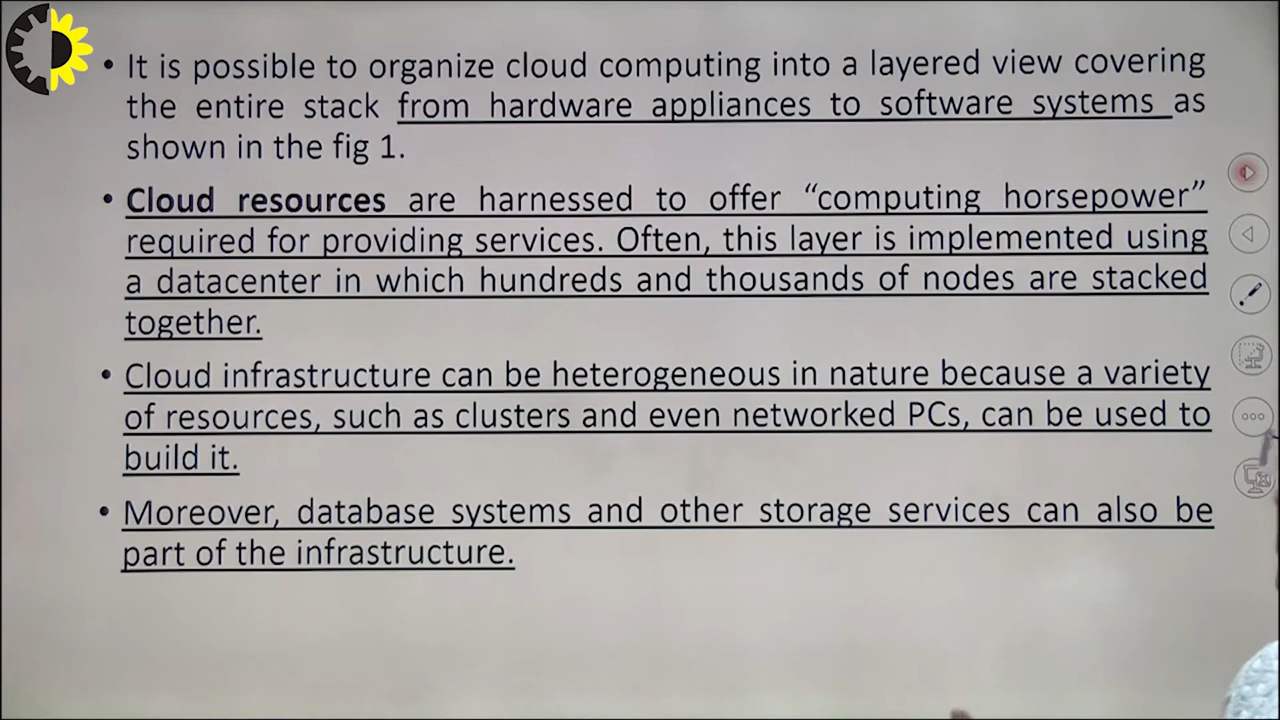 • It is possible to organize cloud computing into a layered view covering
the entire stack from hardware appliances to software systems as
shown in the fig 1.
• Cloud resources are harnessed to offer “computing horsepower”
required for providing services. Often, this layer is implemented using
a datacenter in which hundreds and thousands of nodes are stacked
together.
• Cloud infrastructure can be heterogeneous in nature because a variety
of resources, such as clusters and even networked PCs, can be used to
build it.
• Moreover, database systems and other storage services can also be
part of the infrastructure.